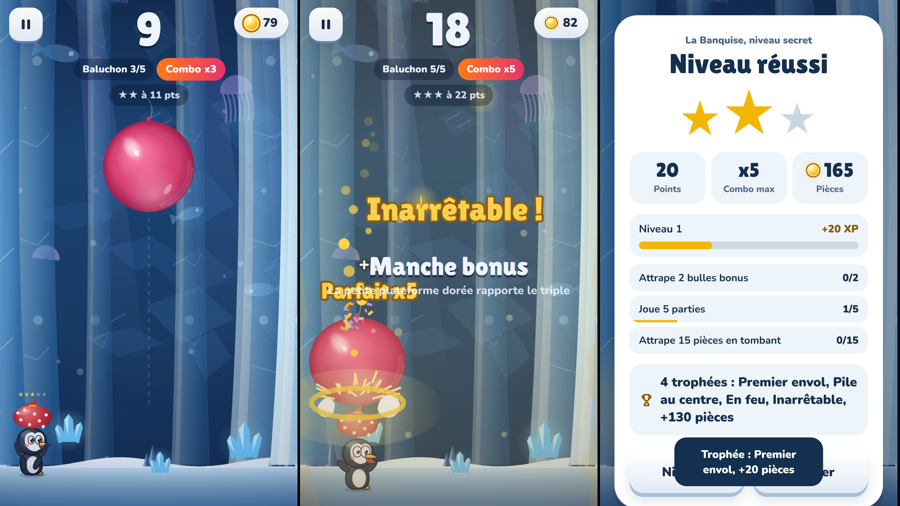 9
79
Baluchon 3/5
Combo x3
★★ à 11 pts
18
82
Baluchon 5/5
Combo x5
★★★ à 22 pts
Inarrêtable !
+Manche bonus
La petite plateforme dorée rapporte le triple
Parfait x5
La Banquise, niveau secret
Niveau réussi
20
Points
x5
Combo max
165
Pièces
Niveau 1
+20 XP
Attrape 2 bulles bonus
0/2
Joue 5 parties
1/5
Attrape 15 pièces en tombant
0/15
4 trophées : Premier envol, Pile
au centre, En feu, Inarrêtable,
+130 pièces
Trophée : Premier
envol, +20 pièces